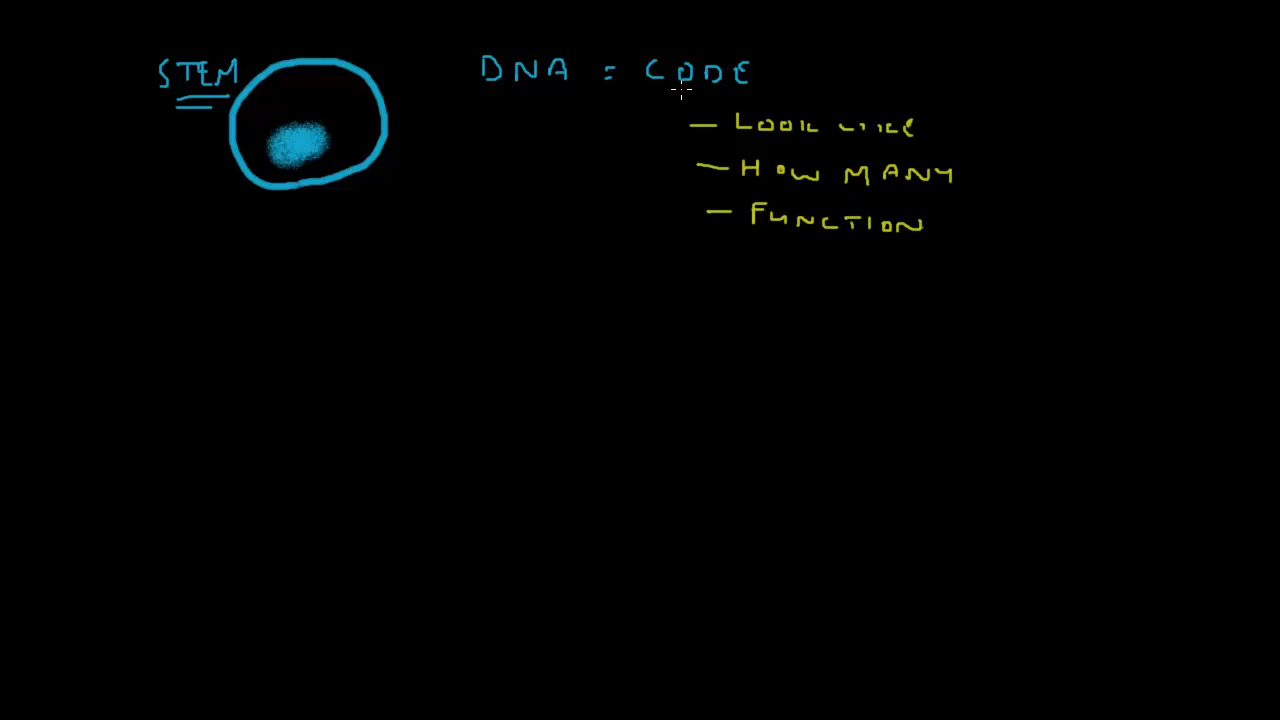 STEM
DNA = CODE
- LOOK LIKE
- HOW MANY
- FUNCTION